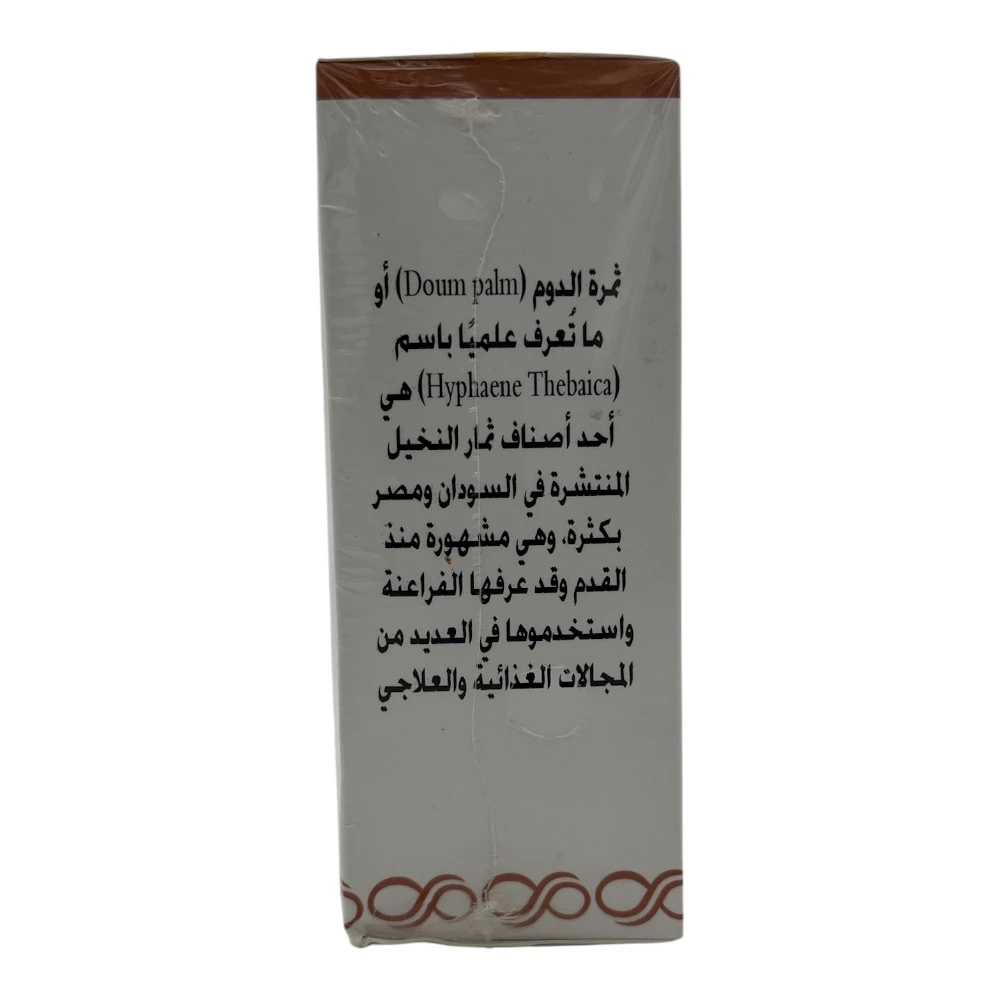 ثمرة الدوم (Doum palm) أو
ما تُعرف علميًا باسم
(Hyphaene Thebaica) هي
أحد أصناف ثمار النخيل
المنتشرة في السودان ومصر
بكثرة، وهي مشهورة منذ
القدم وقد عرفها الفراعنة
واستخدموها في العديد من
المجالات الغذائية والعلاجي